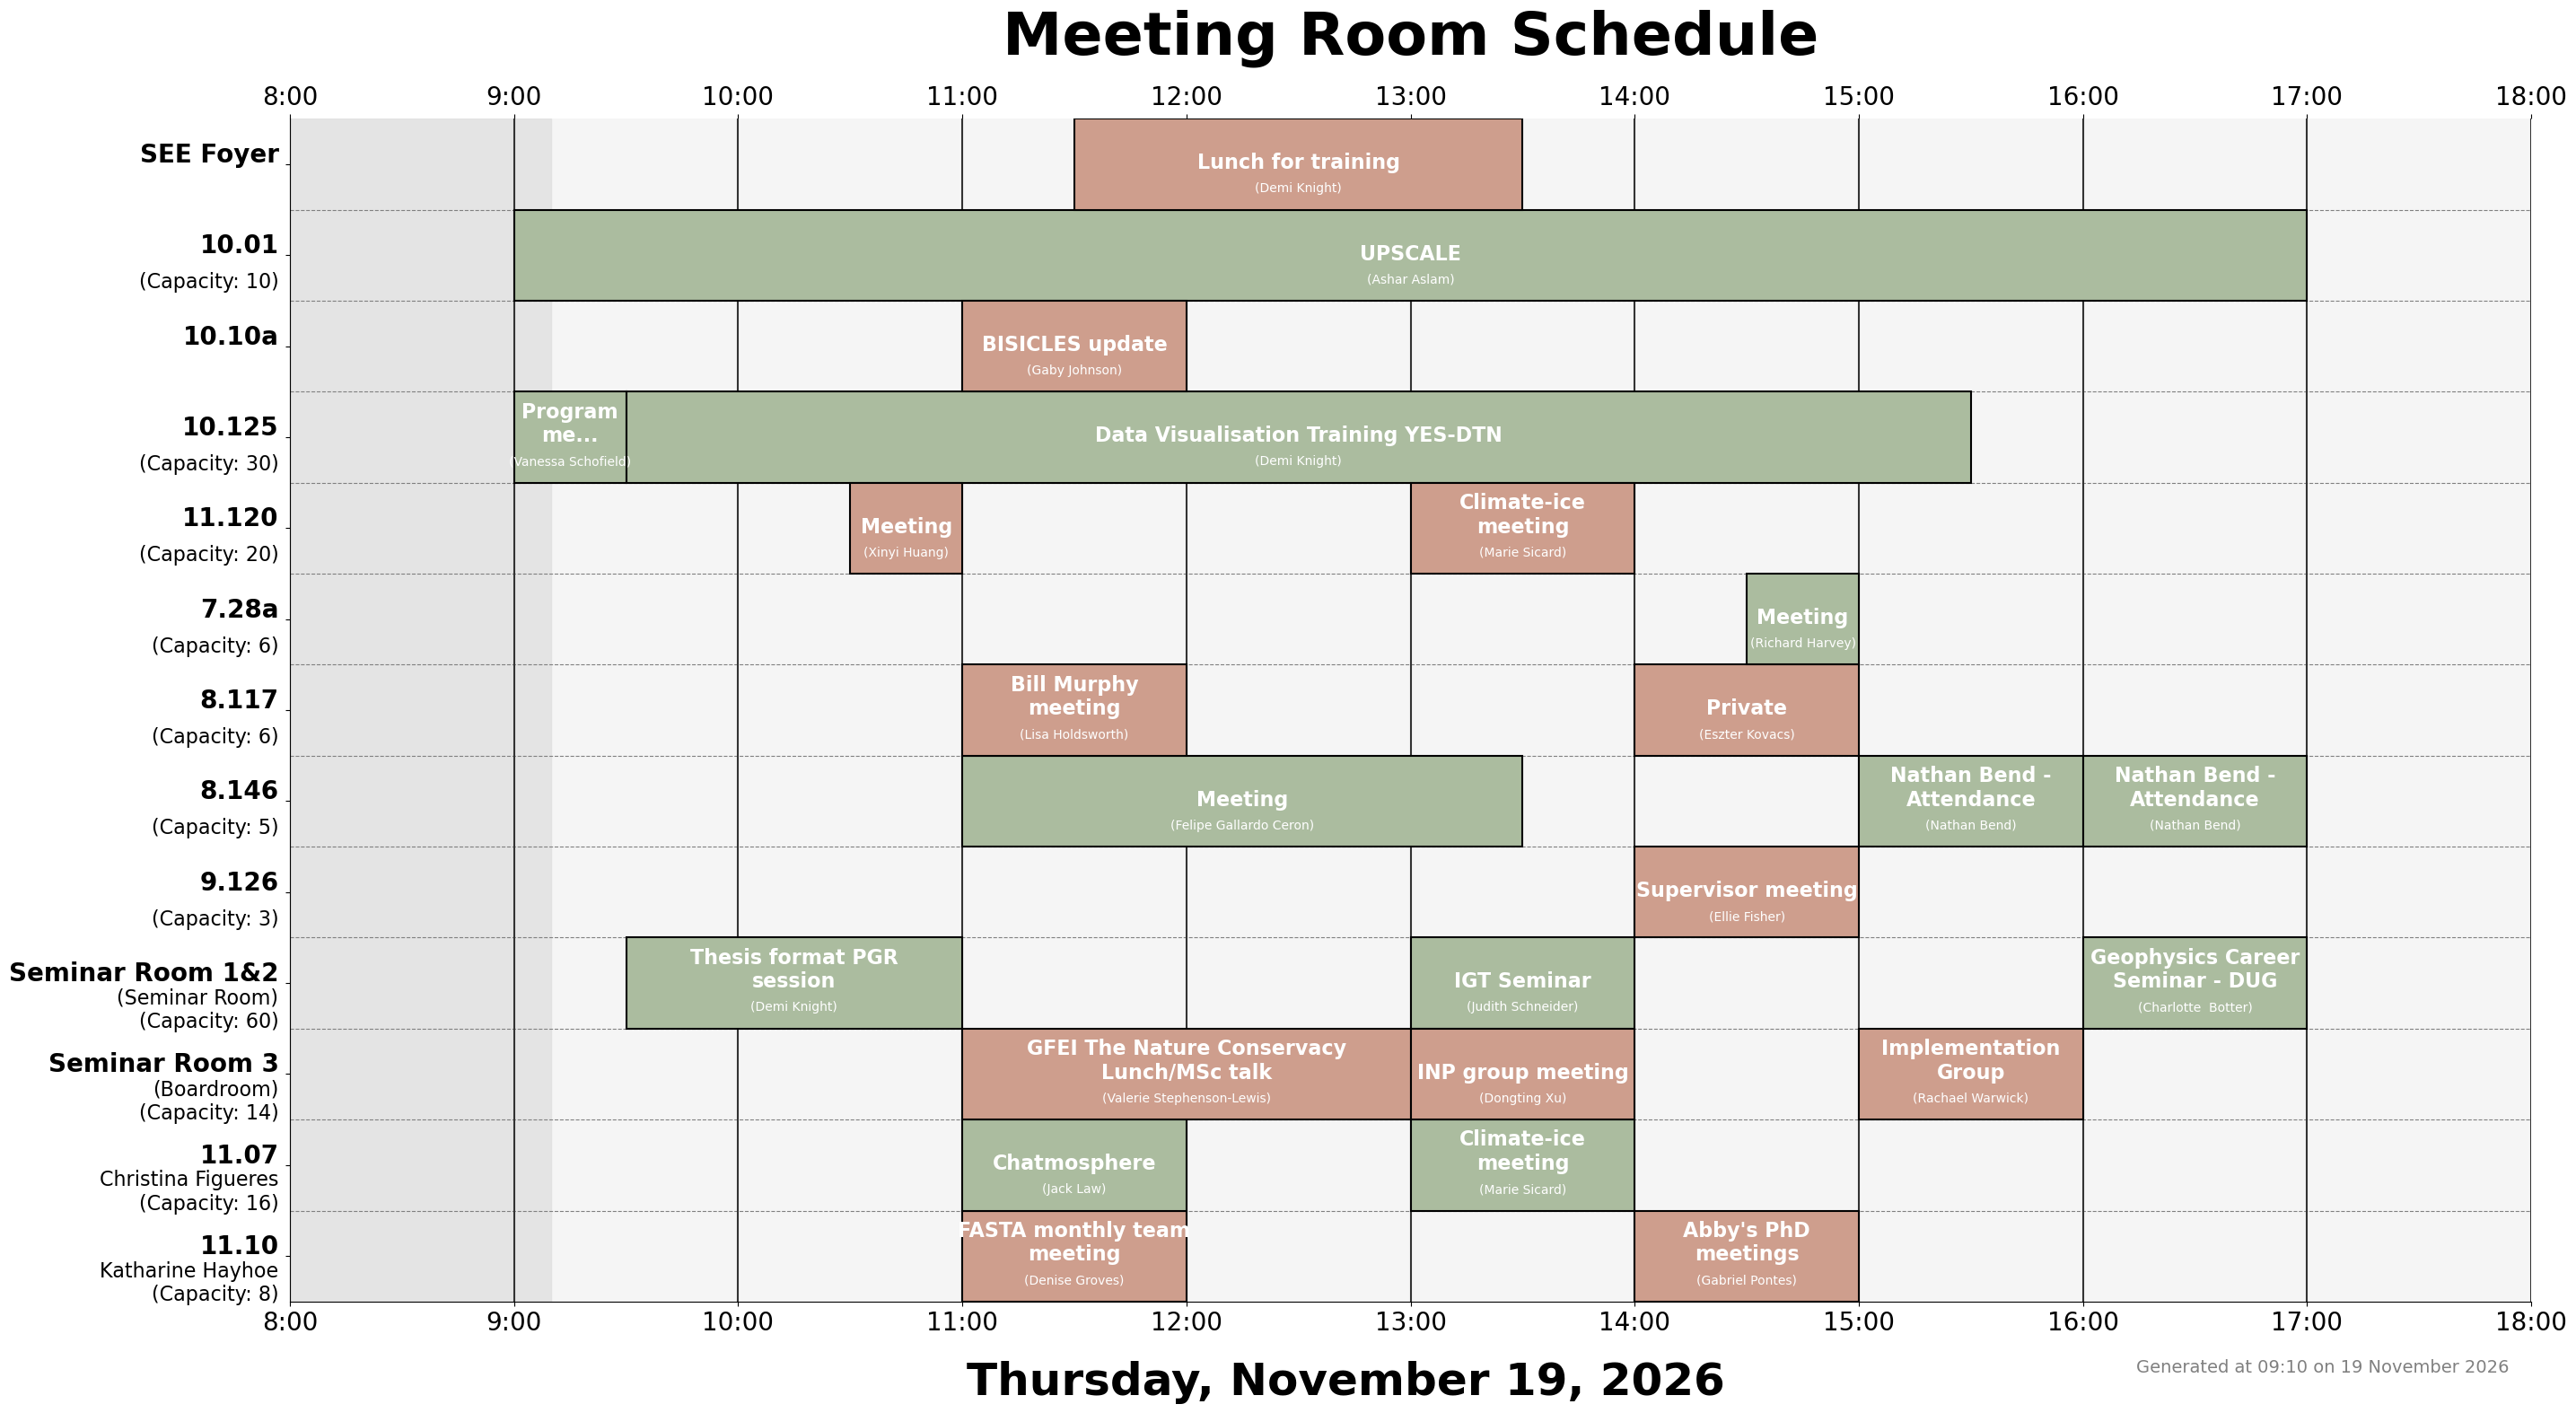 Meeting Room Schedule
8:00 9:00 10:00 11:00 12:00 13:00 14:00 15:00 16:00 17:00 18:00
SEE Foyer
Lunch for training
(Demi Knight)
10.01
(Capacity: 10)
UPSCALE
(Ashar Aslam)
10.10a
BISICLES update
(Gaby Johnson)
10.125
(Capacity: 30)
Program
me...
(Vanessa Schofield)
Data Visualisation Training YES-DTN
(Demi Knight)
11.120
(Capacity: 20)
Meeting
(Xinyi Huang)
Climate-ice
meeting
(Marie Sicard)
7.28a
(Capacity: 6)
Meeting
(Richard Harvey)
8.117
(Capacity: 6)
Bill Murphy
meeting
(Lisa Holdsworth)
Private
(Eszter Kovacs)
8.146
(Capacity: 5)
Meeting
(Felipe Gallardo Ceron)
Nathan Bend -
Attendance
(Nathan Bend)
Nathan Bend -
Attendance
(Nathan Bend)
9.126
(Capacity: 3)
Supervisor meeting
(Ellie Fisher)
Seminar Room 1&2
(Seminar Room)
(Capacity: 60)
Thesis format PGR
session
(Demi Knight)
IGT Seminar
(Judith Schneider)
Geophysics Career
Seminar - DUG
(Charlotte  Botter)
Seminar Room 3
(Boardroom)
(Capacity: 14)
GFEI The Nature Conservacy
Lunch/MSc talk
(Valerie Stephenson-Lewis)
INP group meeting
(Dongting Xu)
Implementation
Group
(Rachael Warwick)
11.07
Christina Figueres
(Capacity: 16)
Chatmosphere
(Jack Law)
Climate-ice
meeting
(Marie Sicard)
11.10
Katharine Hayhoe
(Capacity: 8)
FASTA monthly team
meeting
(Denise Groves)
Abby's PhD
meetings
(Gabriel Pontes)
8:00 9:00 10:00 11:00 12:00 13:00 14:00 15:00 16:00 17:00 18:00
Thursday, November 19, 2026
Generated at 09:10 on 19 November 2026